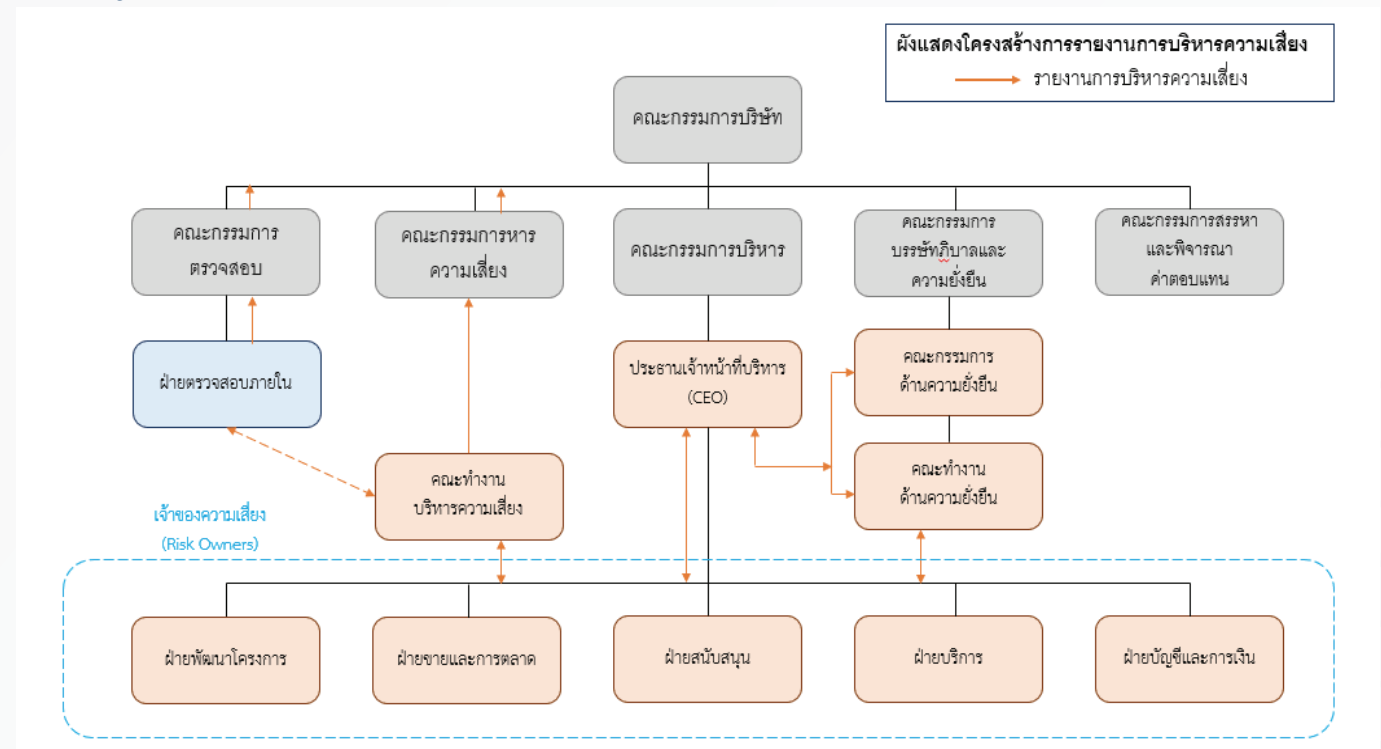 ผังแสดงโครงสร้างการรายงานการบริหารความเสี่ยง
รายงานการบริหารความเสี่ยง
คณะกรรมการบริษัท
คณะกรรมการ
ตรวจสอบ
คณะกรรมการหาร
ความเสี่ยง
คณะกรรมการบริหาร
คณะกรรมการ
บรรษัทภิบาลและ
ความยั่งยืน
คณะกรรมการสรรหา
และพิจารณา
ค่าตอบแทน
ฝ่ายตรวจสอบภายใน
ประธานเจ้าหน้าที่บริหาร
(CEO)
คณะกรรมการ
ด้านความยั่งยืน
คณะทำงาน
บริหารความเสี่ยง
คณะทำงาน
ด้านความยั่งยืน
เจ้าของความเสี่ยง
(Risk Owners)
ฝ่ายพัฒนาโครงการ
ฝ่ายขายและการตลาด
ฝ่ายสนับสนุน
ฝ่ายบริการ
ฝ่ายบัญชีและการเงิน